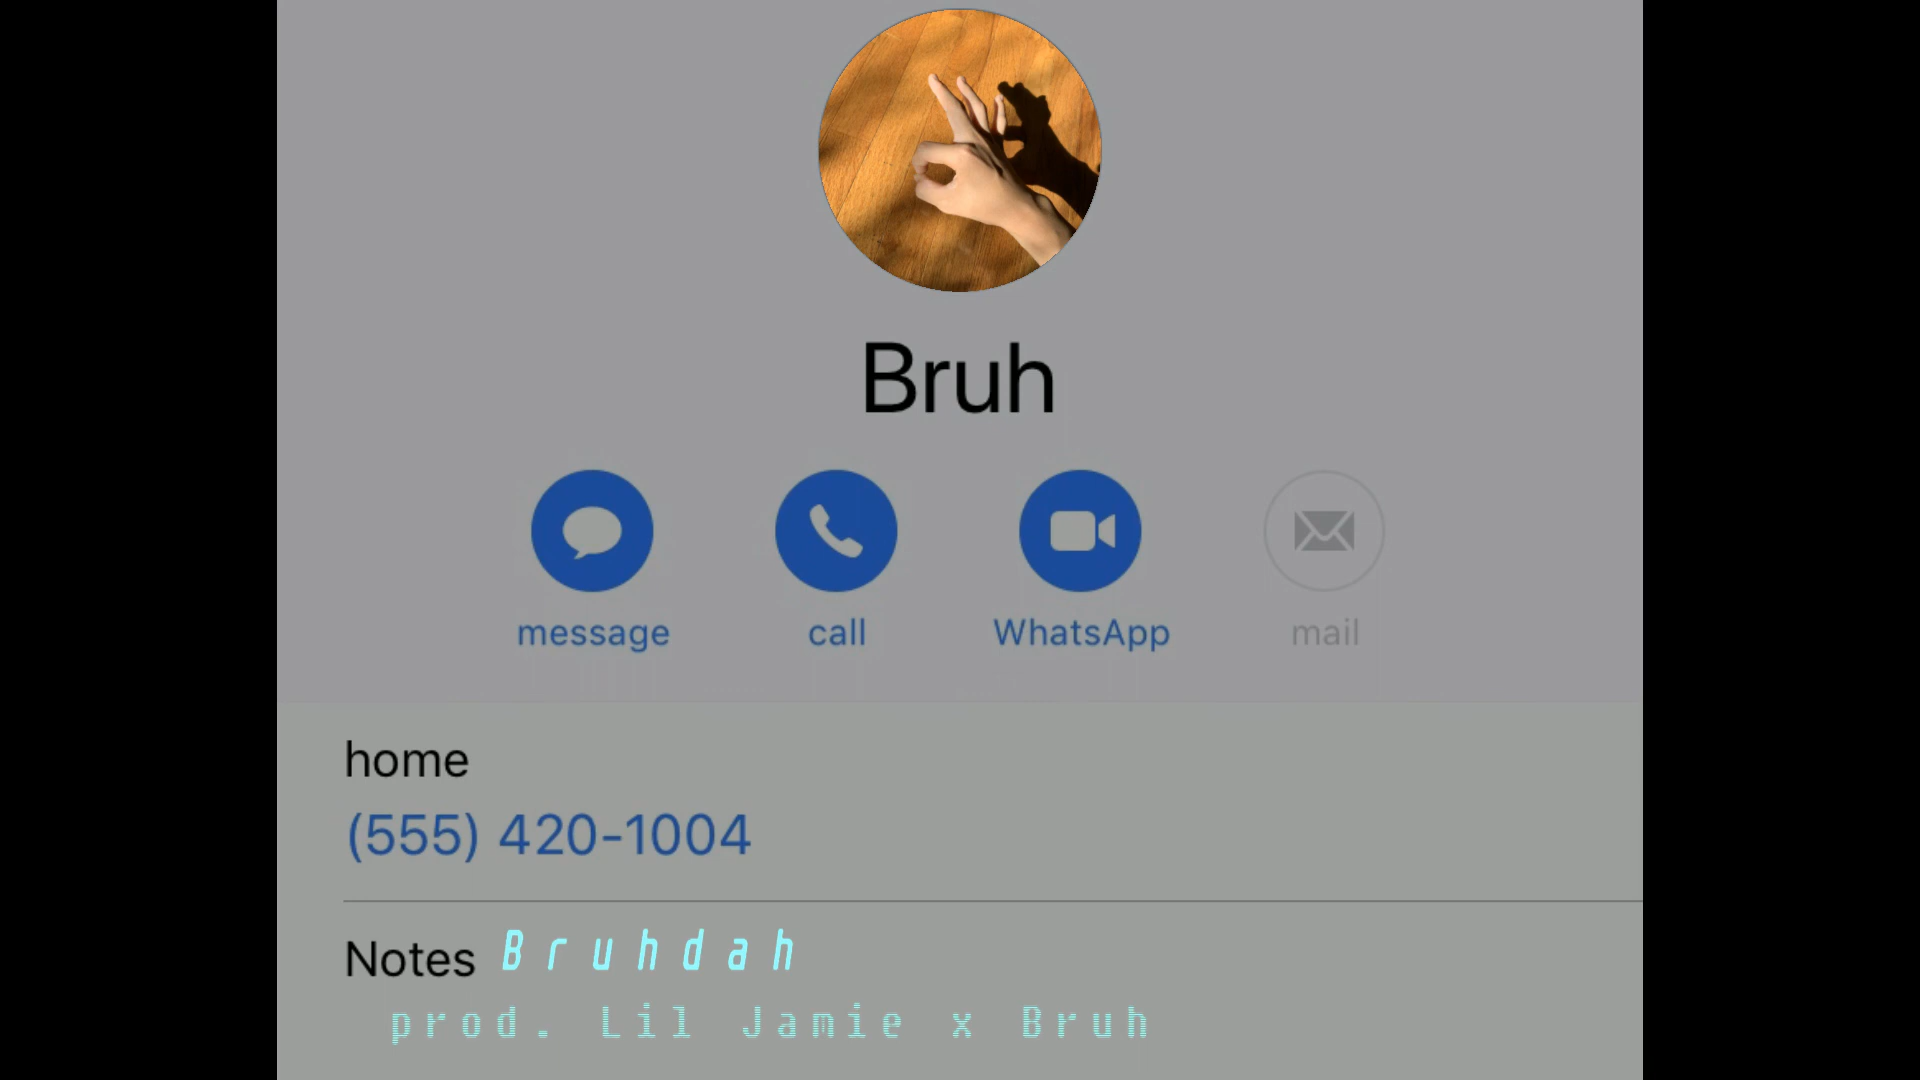 Bruh
message call WhatsApp mail
home
(555) 420-1004
Notes Bruhdah
prod. Lil Jamie x Bruh